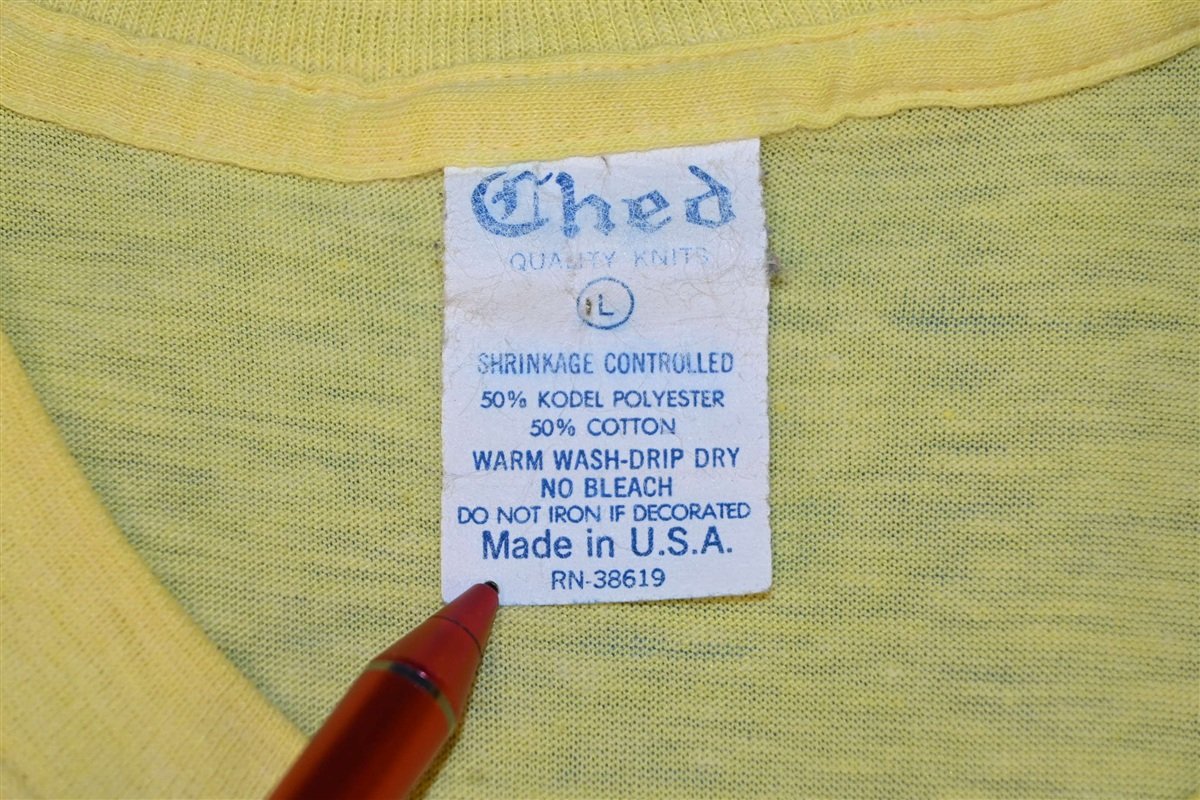 Ched
QUALITY KNITS
L
SHRINKAGE CONTROLLED
50% KODEL POLYESTER
50% COTTON
WARM WASH-DRIP DRY
NO BLEACH
DO NOT IRON IF DECORATED
Made in U.S.A.
RN-38619